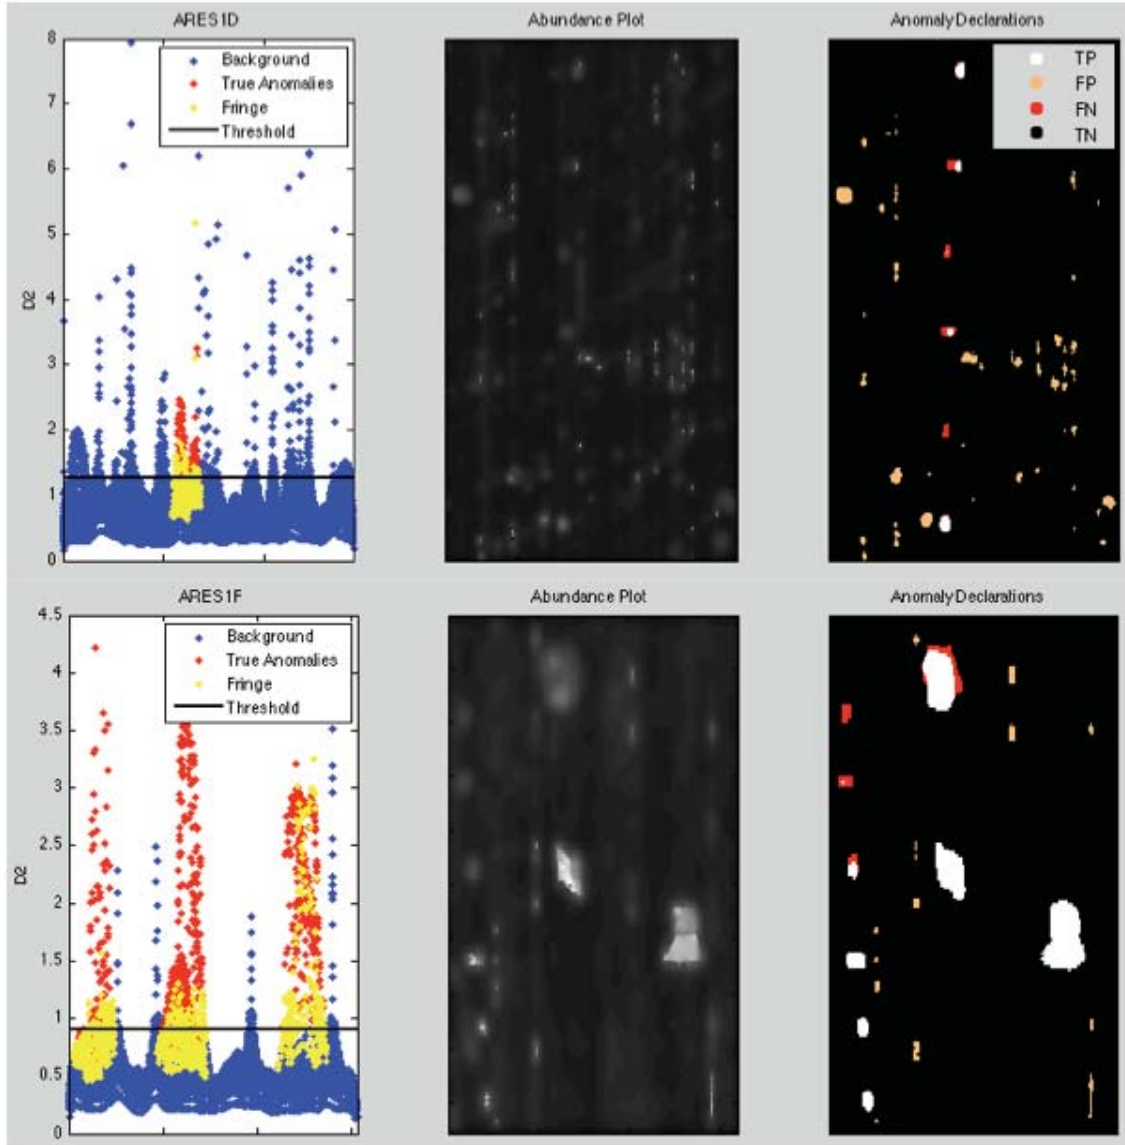 ARES1D
Abundance Plot
Anomaly Declarations
8
7
6
5
4
3
2
1
0
D2
Background
True Anomalies
Fringe
Threshold
TP
FP
FN
TN
ARES1F
Abundance Plot
Anomaly Declarations
4.5
4
3.5
3
2.5
2
1.5
1
0.5
0
D2
Background
True Anomalies
Fringe
Threshold